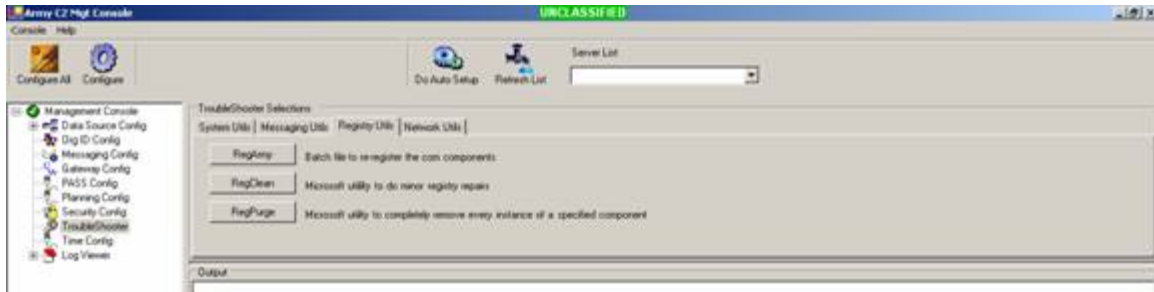 Army C2 Mgt Console
UNCLASSIFIED
Console Help
Configure All
Configure
Do Auto Setup
Refresh List
Server List
Management Console
Data Source Config
Dig ID Config
Messaging Config
Gateway Config
PASS Config
Planning Config
Security Config
TroubleShooter
Time Config
Log Viewer
TroubleShooter Selections
System Utils
Messaging Utils
Registry Utils
Network Utils
RegArmy
Batch file to re-register the com components
RegClean
Microsoft utility to do minor registry repairs
RegPurge
Microsoft utility to completely remove every instance of a specified component
Output